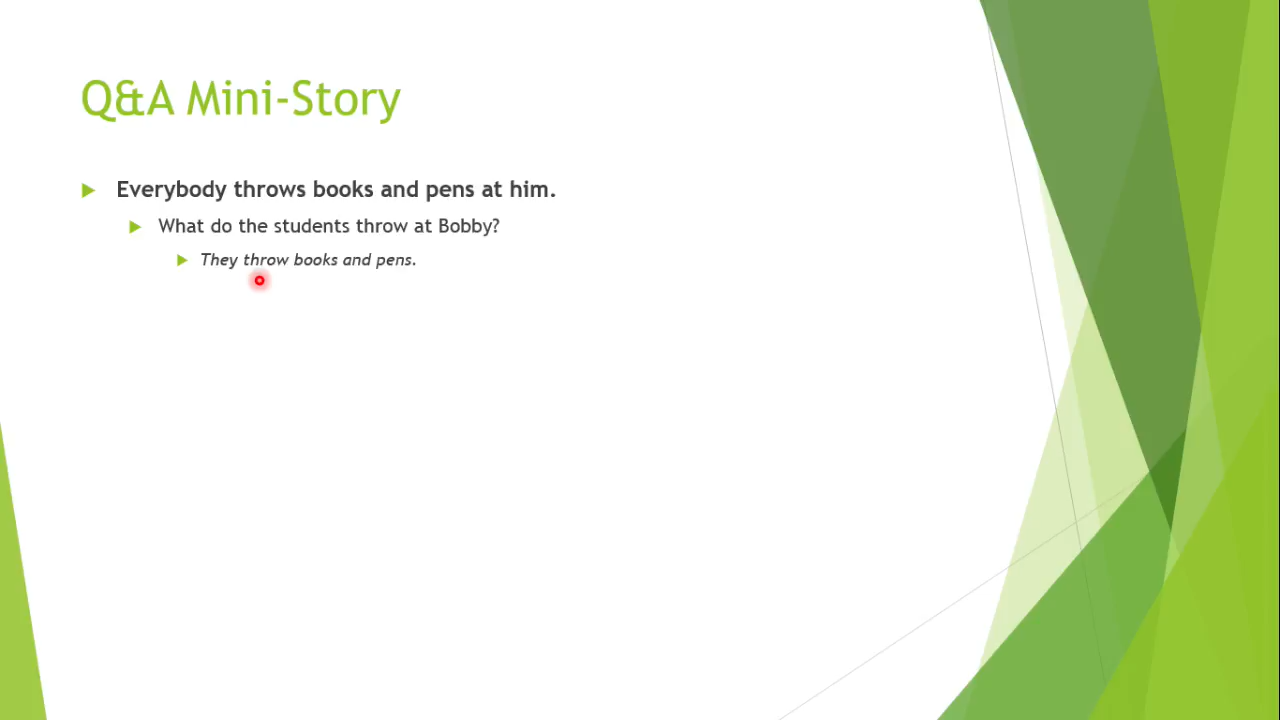 Q&A Mini-Story
Everybody throws books and pens at him.
What do the students throw at Bobby?
They throw books and pens.